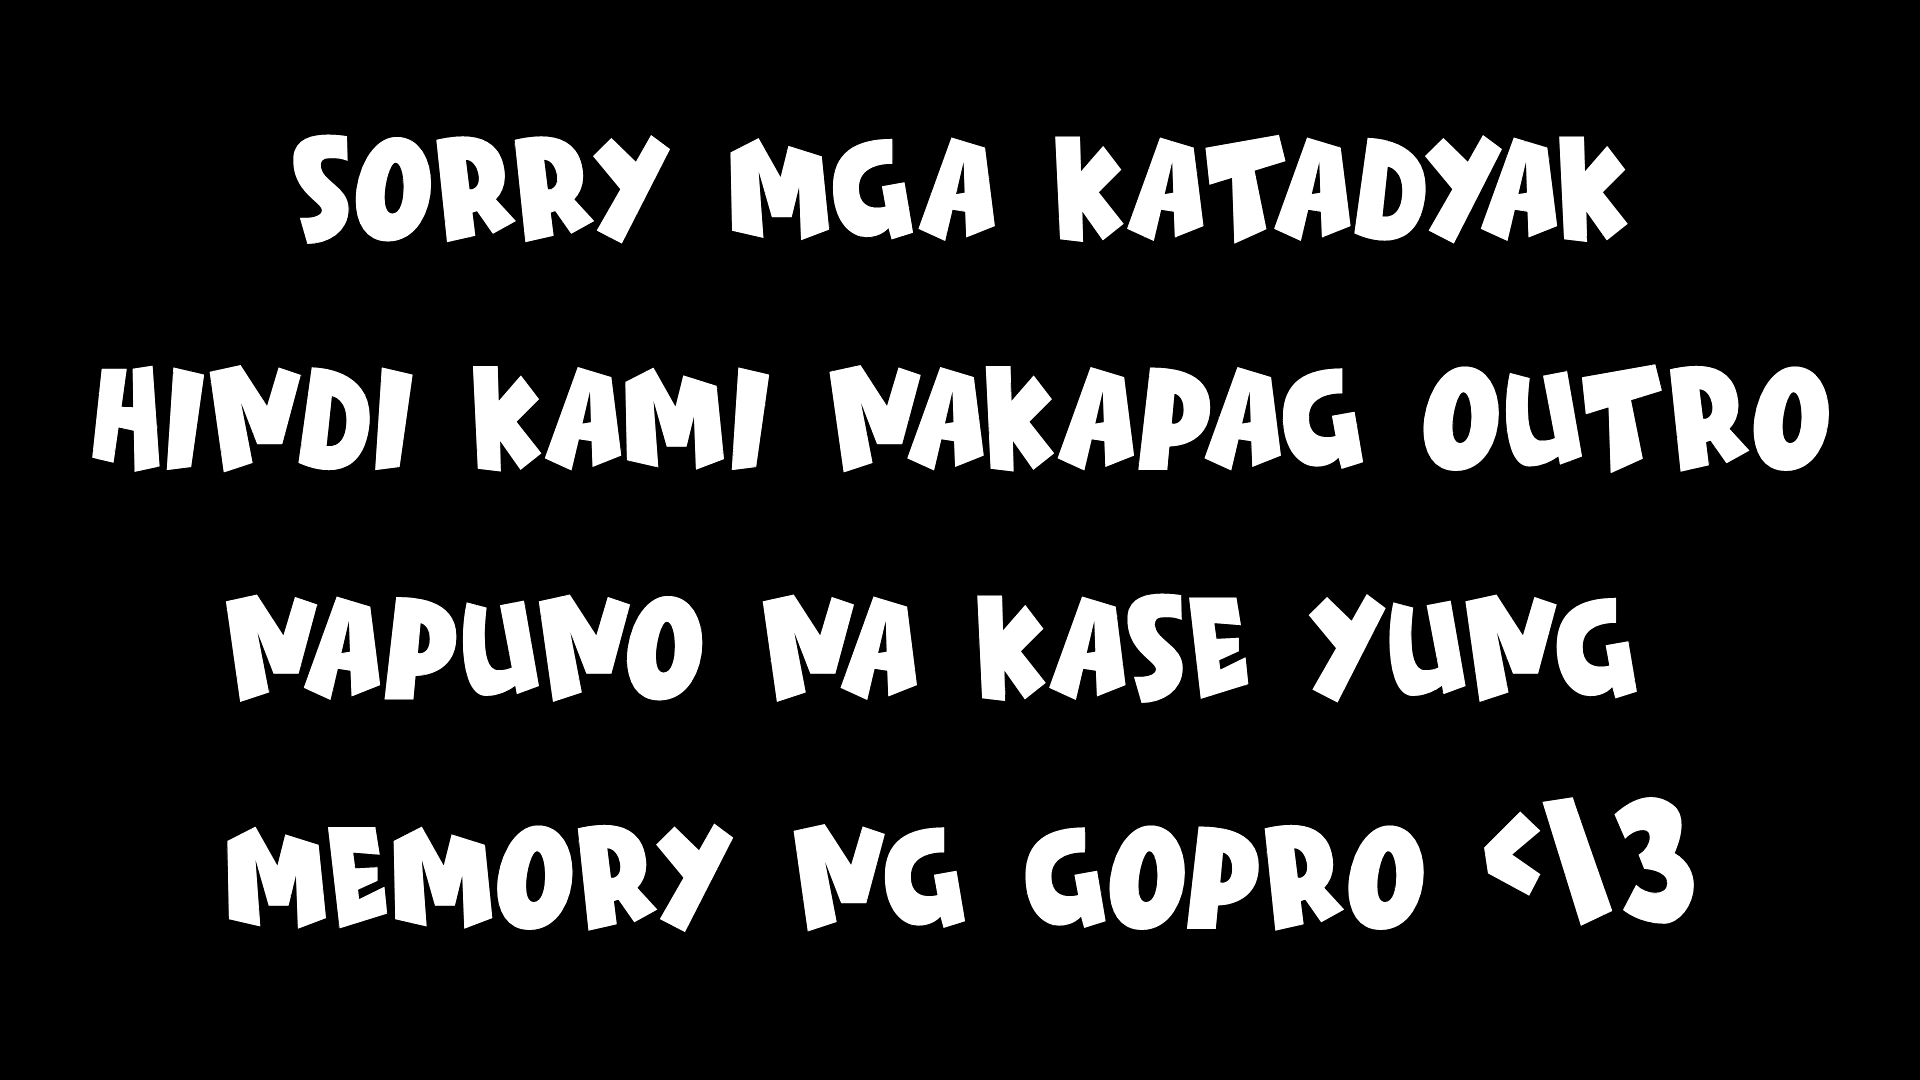 SORRY MGA KATADYAK
HINDI KAMI NAKAPAG OUTRO
NAPUNO NA KASE YUNG
MEMORY NG GOPRO <\3